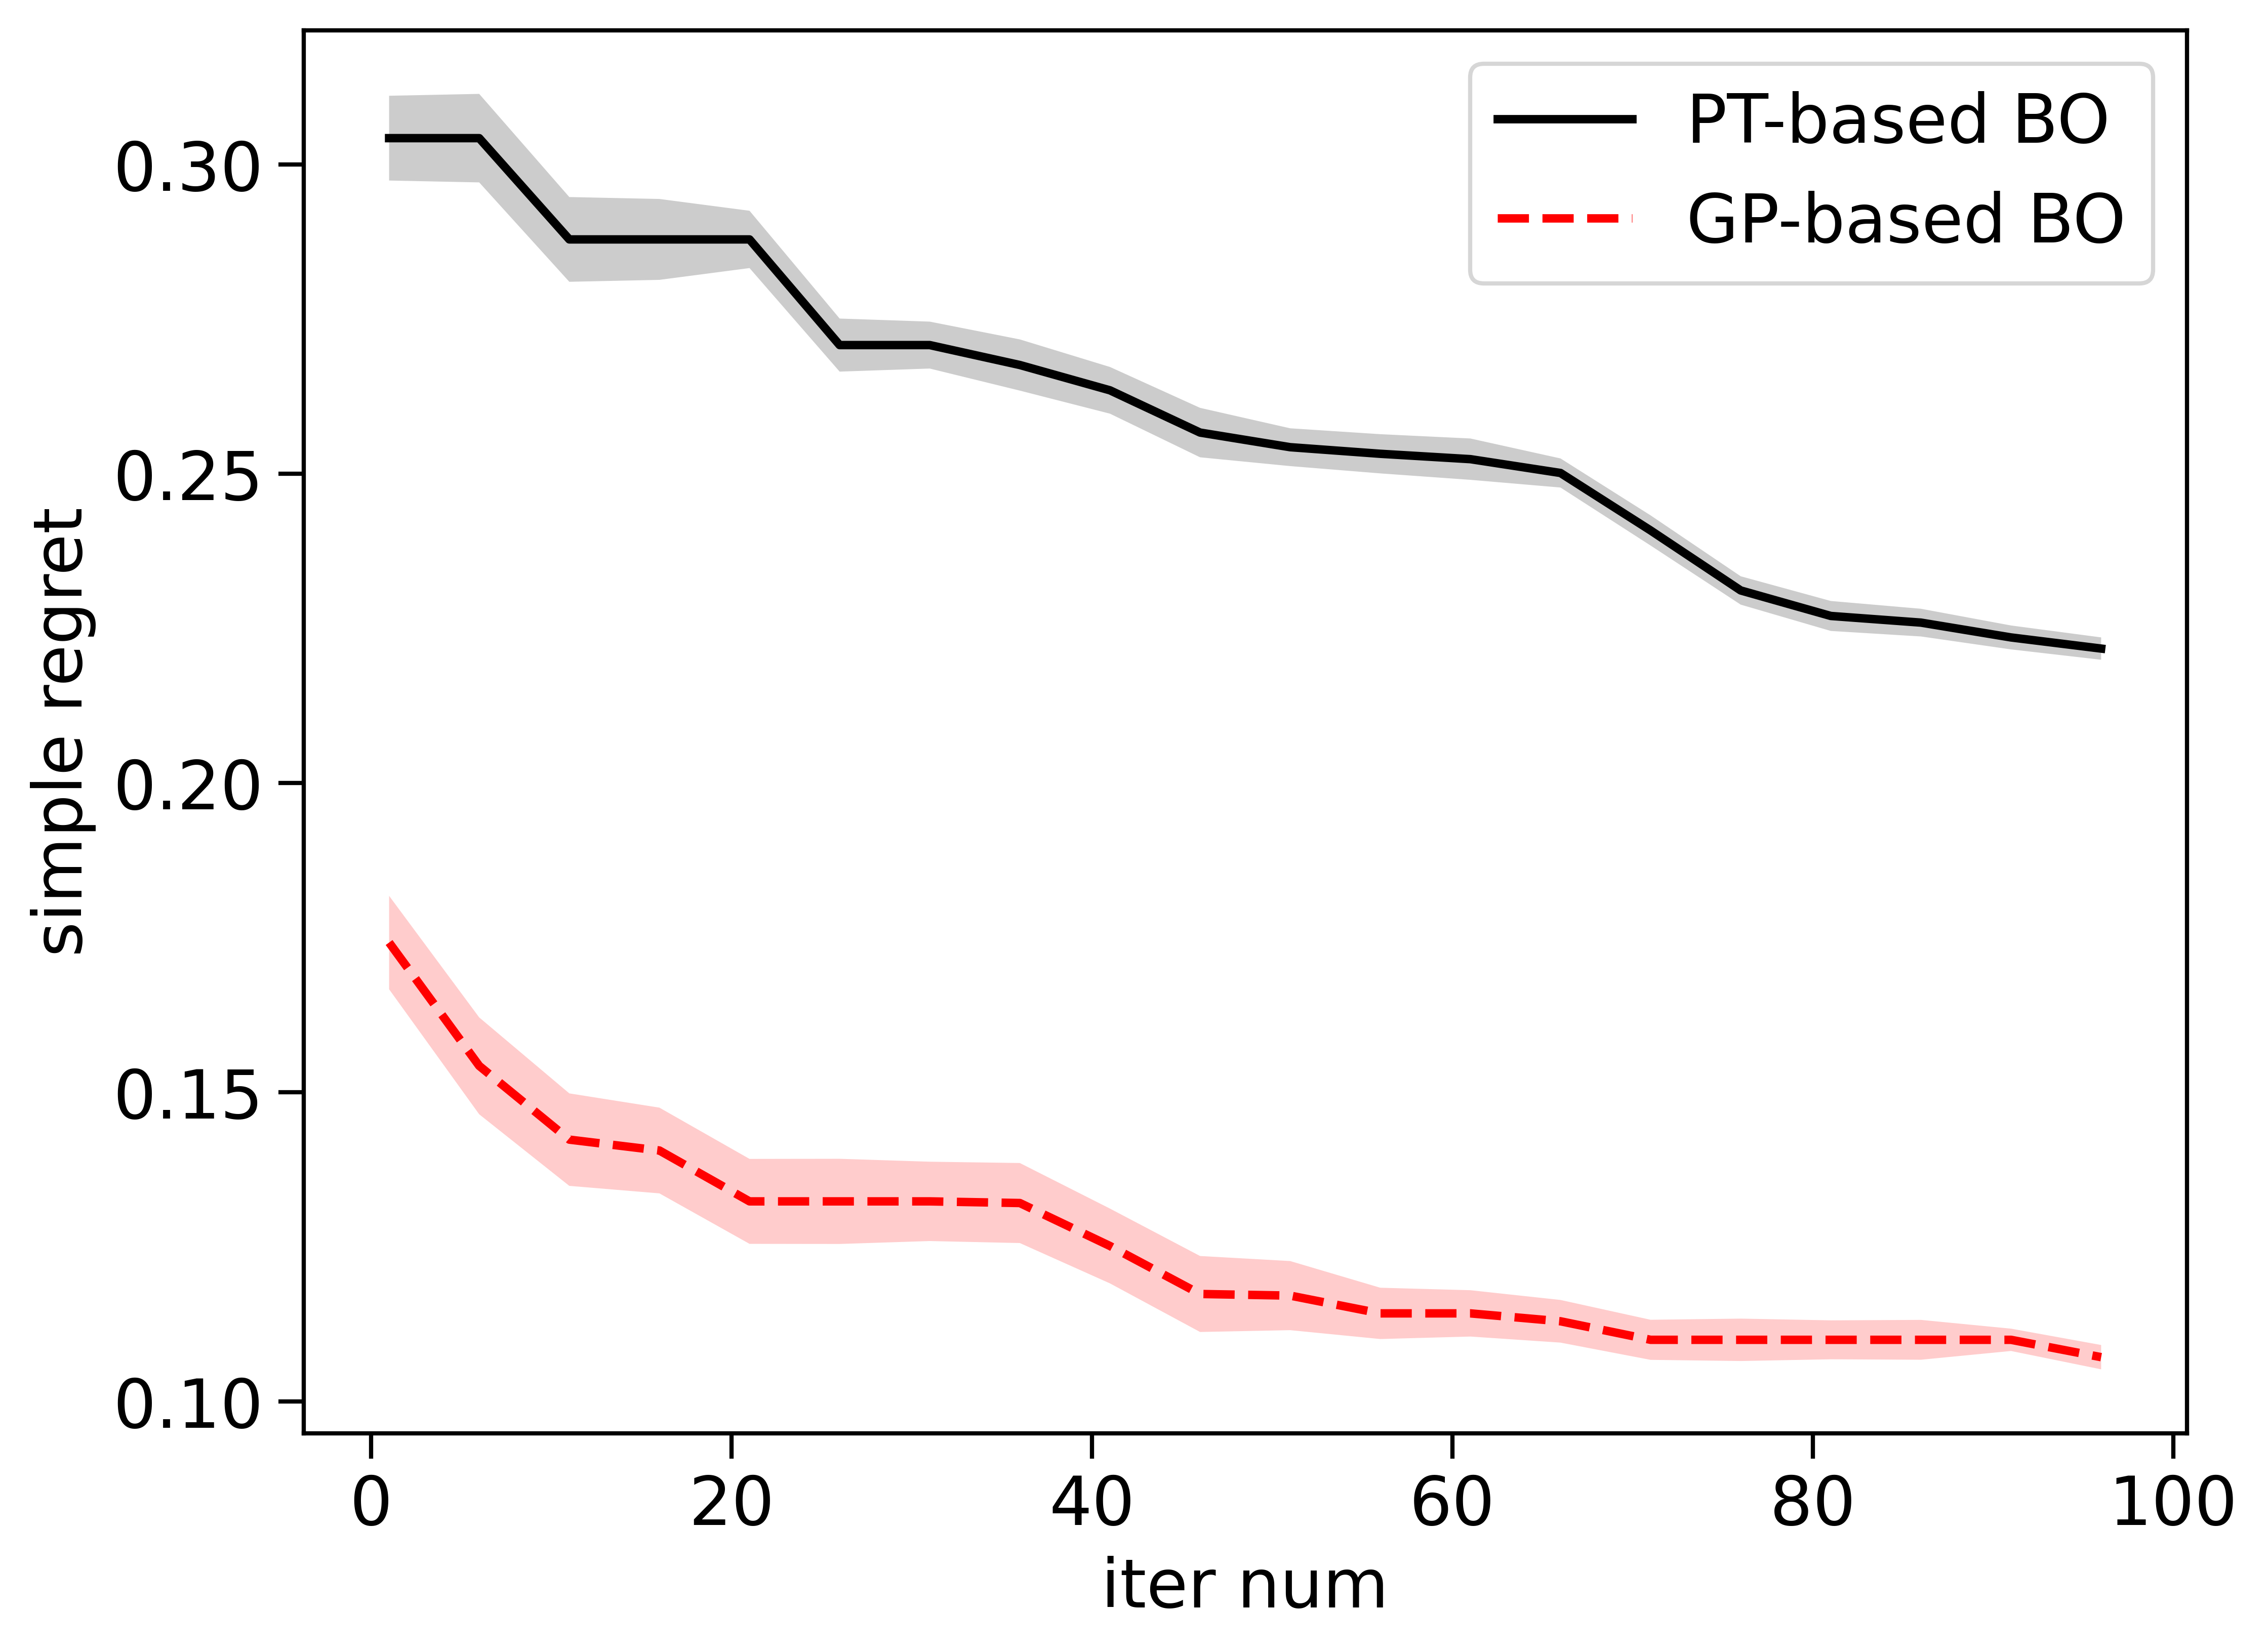 PT-based BO
GP-based BO
0.30
0.25
0.20
0.15
0.10
simple regret
0 20 40 60 80 100
iter num